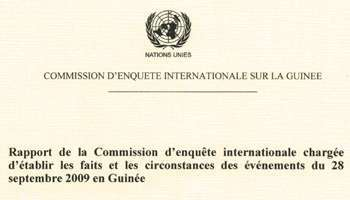 NATIONS UNIES
COMMISSION D'ENQUETE INTERNATIONALE SUR LA GUINEE
Rapport de la Commission d'enquête internationale chargée
d'établir les faits et les circonstances des événements du 28
septembre 2009 en Guinée